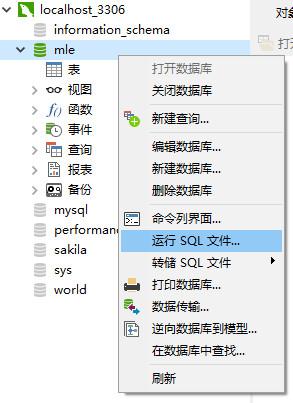 localhost_3306
对
information_schema
打开
mle
表
视图
函数
事件
查询
报表
备份
mysql
performanc
sakila
sys
world
打开数据库
关闭数据库
新建查询...
编辑数据库...
新建数据库...
删除数据库
命令列界面...
运行 SQL 文件...
转储 SQL 文件
打印数据库...
数据传输...
逆向数据库到模型...
在数据库中查找...
刷新